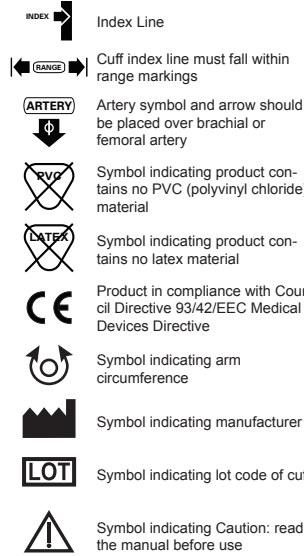 INDEX
Index Line
RANGE
Cuff index line must fall within
range markings
ARTERY
Φ
Artery symbol and arrow should
be placed over brachial or
femoral artery
PVC
Symbol indicating product con-
tains no PVC (polyvinyl chloride)
material
LATEX
Symbol indicating product con-
tains no latex material
CE
Product in compliance with Coun
cil Directive 93/42/EEC Medical
Devices Directive
Symbol indicating arm
circumference
Symbol indicating manufacturer
LOT
Symbol indicating lot code of
Symbol indicating Caution: read
the manual before use